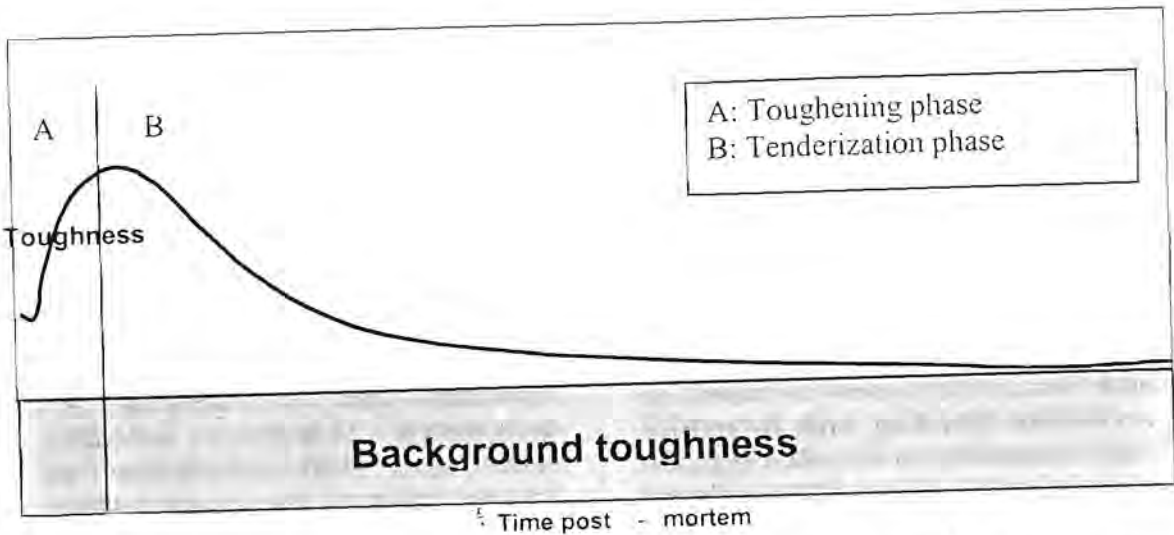 A
B
A: Toughening phase
B: Tenderization phase
Toughness
Background toughness
Time post - mortem